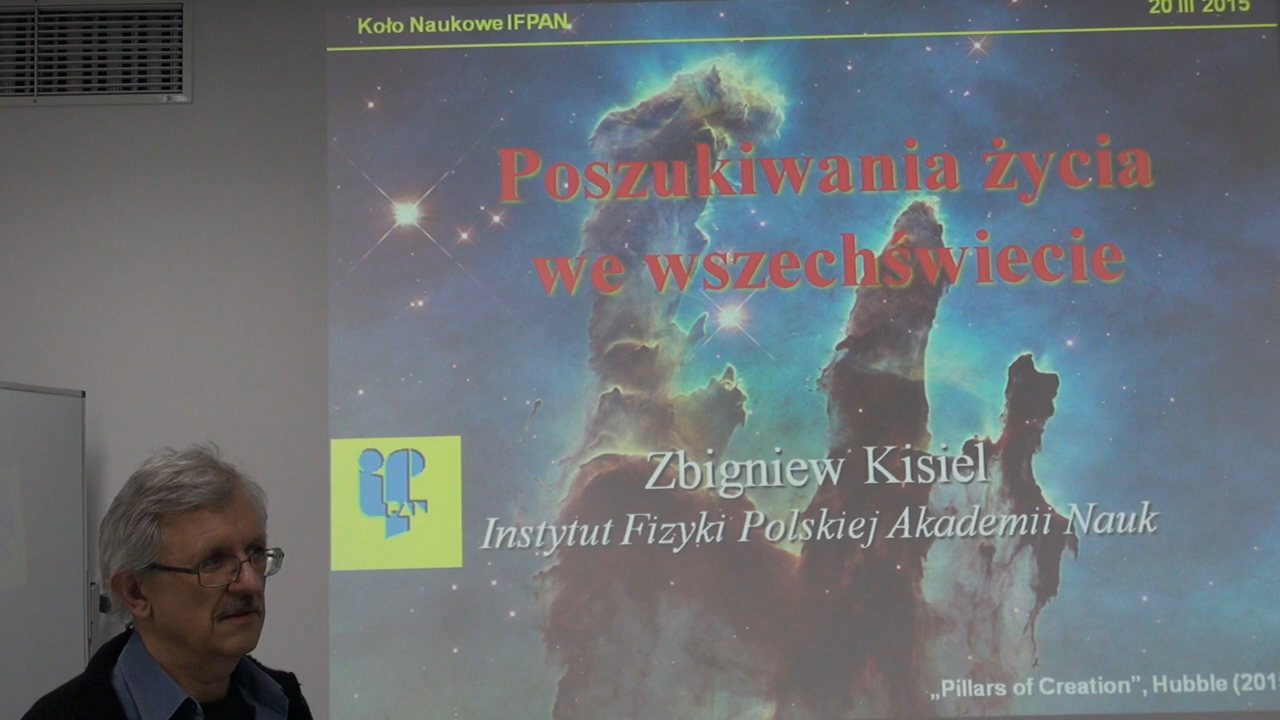 Koło Naukowe IFPAN
20 III 2015
Poszukiwania życia
we wszechświecie
Zbigniew Kisiel
Instytut Fizyki Polskiej Akademii Nauk
„Pillars of Creation”, Hubble (201